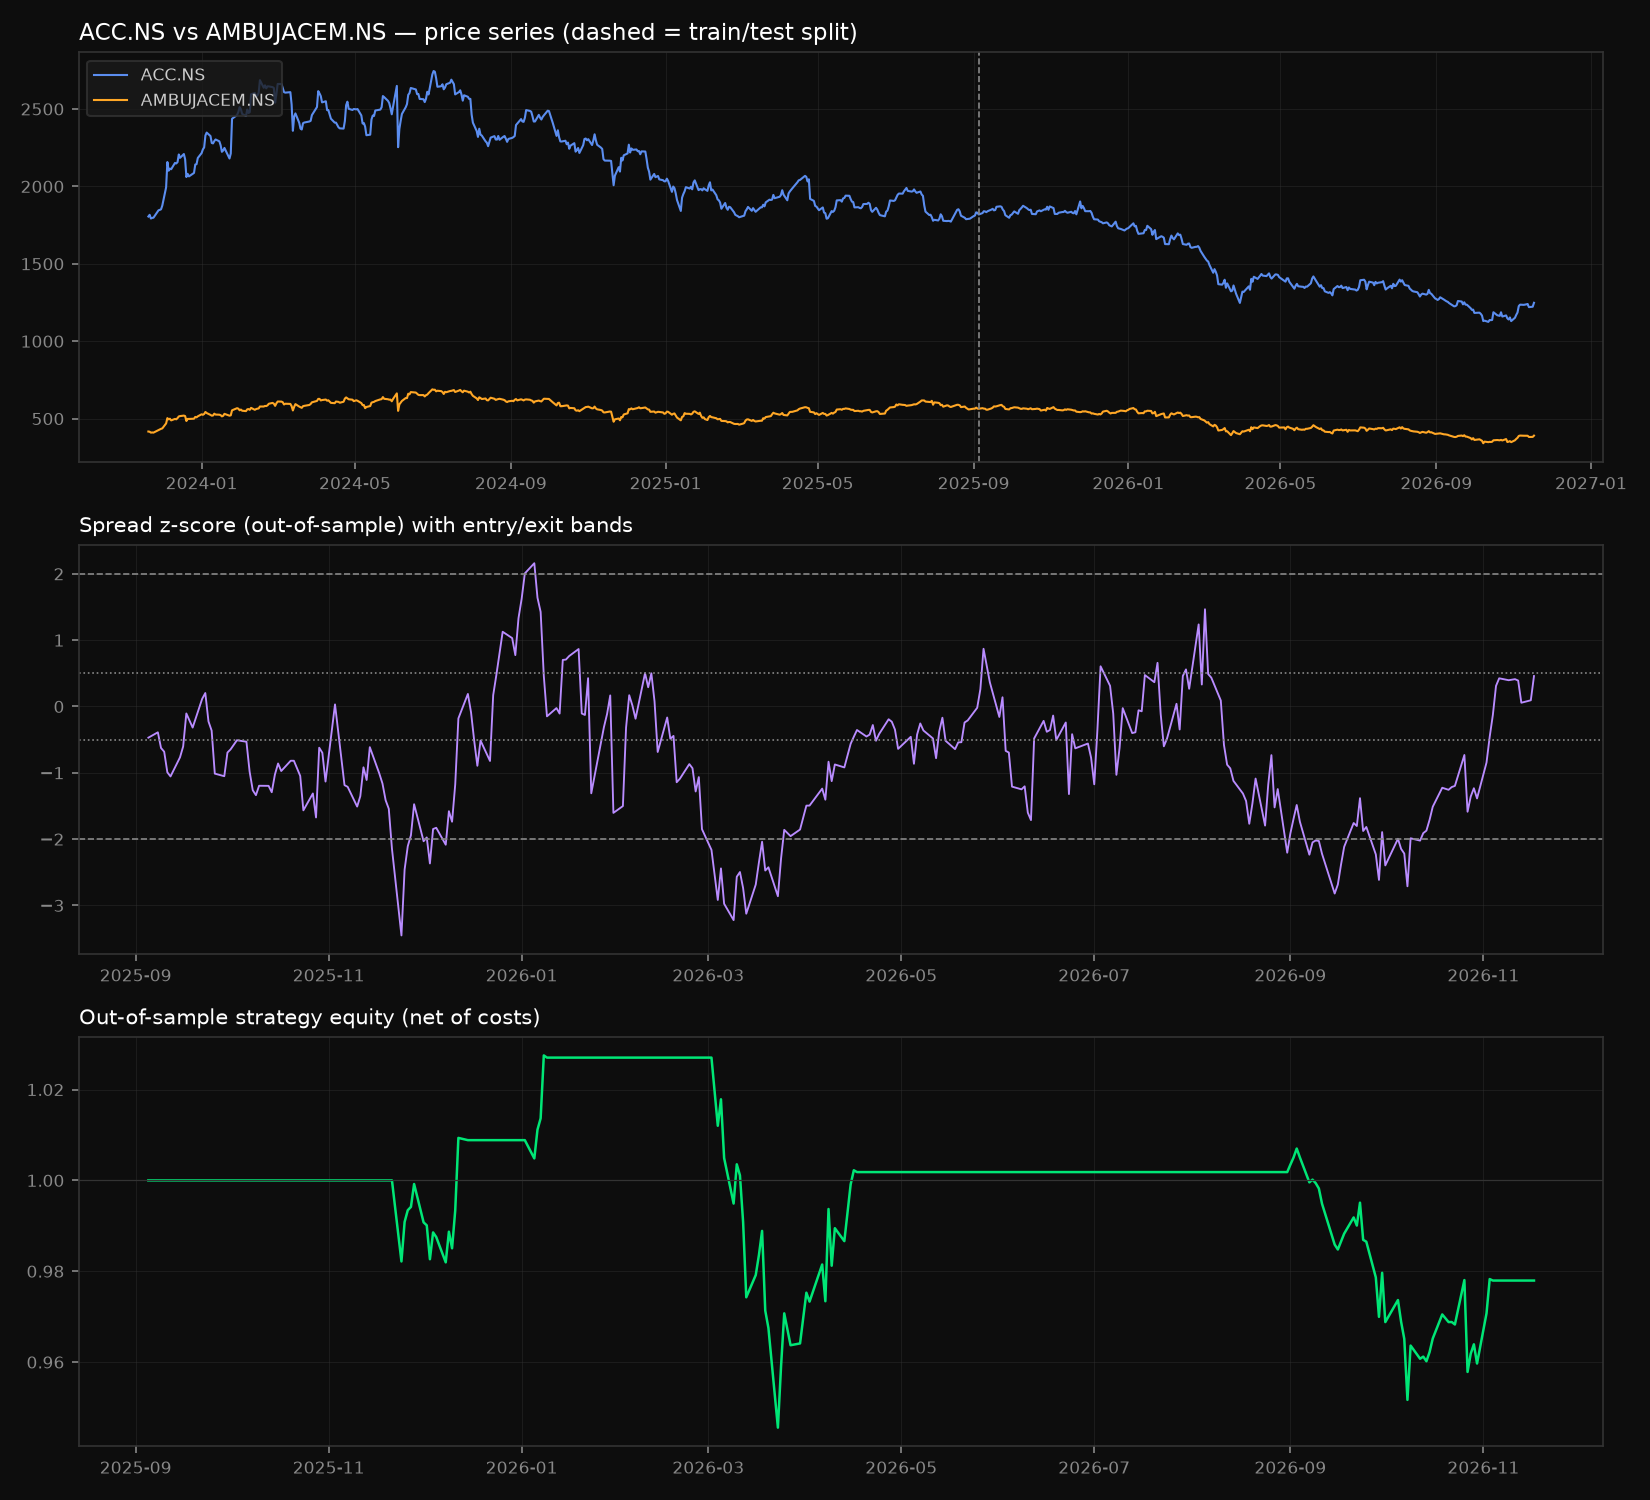 ACC.NS vs AMBUJACEM.NS — price series (dashed = train/test split)
ACC.NS
AMBUJACEM.NS
2500
2000
1500
1000
500
2024-01 2024-05 2024-09 2025-01 2025-05 2025-09 2026-01 2026-05 2026-09 2027-01
Spread z-score (out-of-sample) with entry/exit bands
2
1
0
−1
−2
−3
2025-09 2025-11 2026-01 2026-03 2026-05 2026-07 2026-09 2026-11
Out-of-sample strategy equity (net of costs)
1.02
1.00
0.98
0.96
2025-09 2025-11 2026-01 2026-03 2026-05 2026-07 2026-09 2026-11